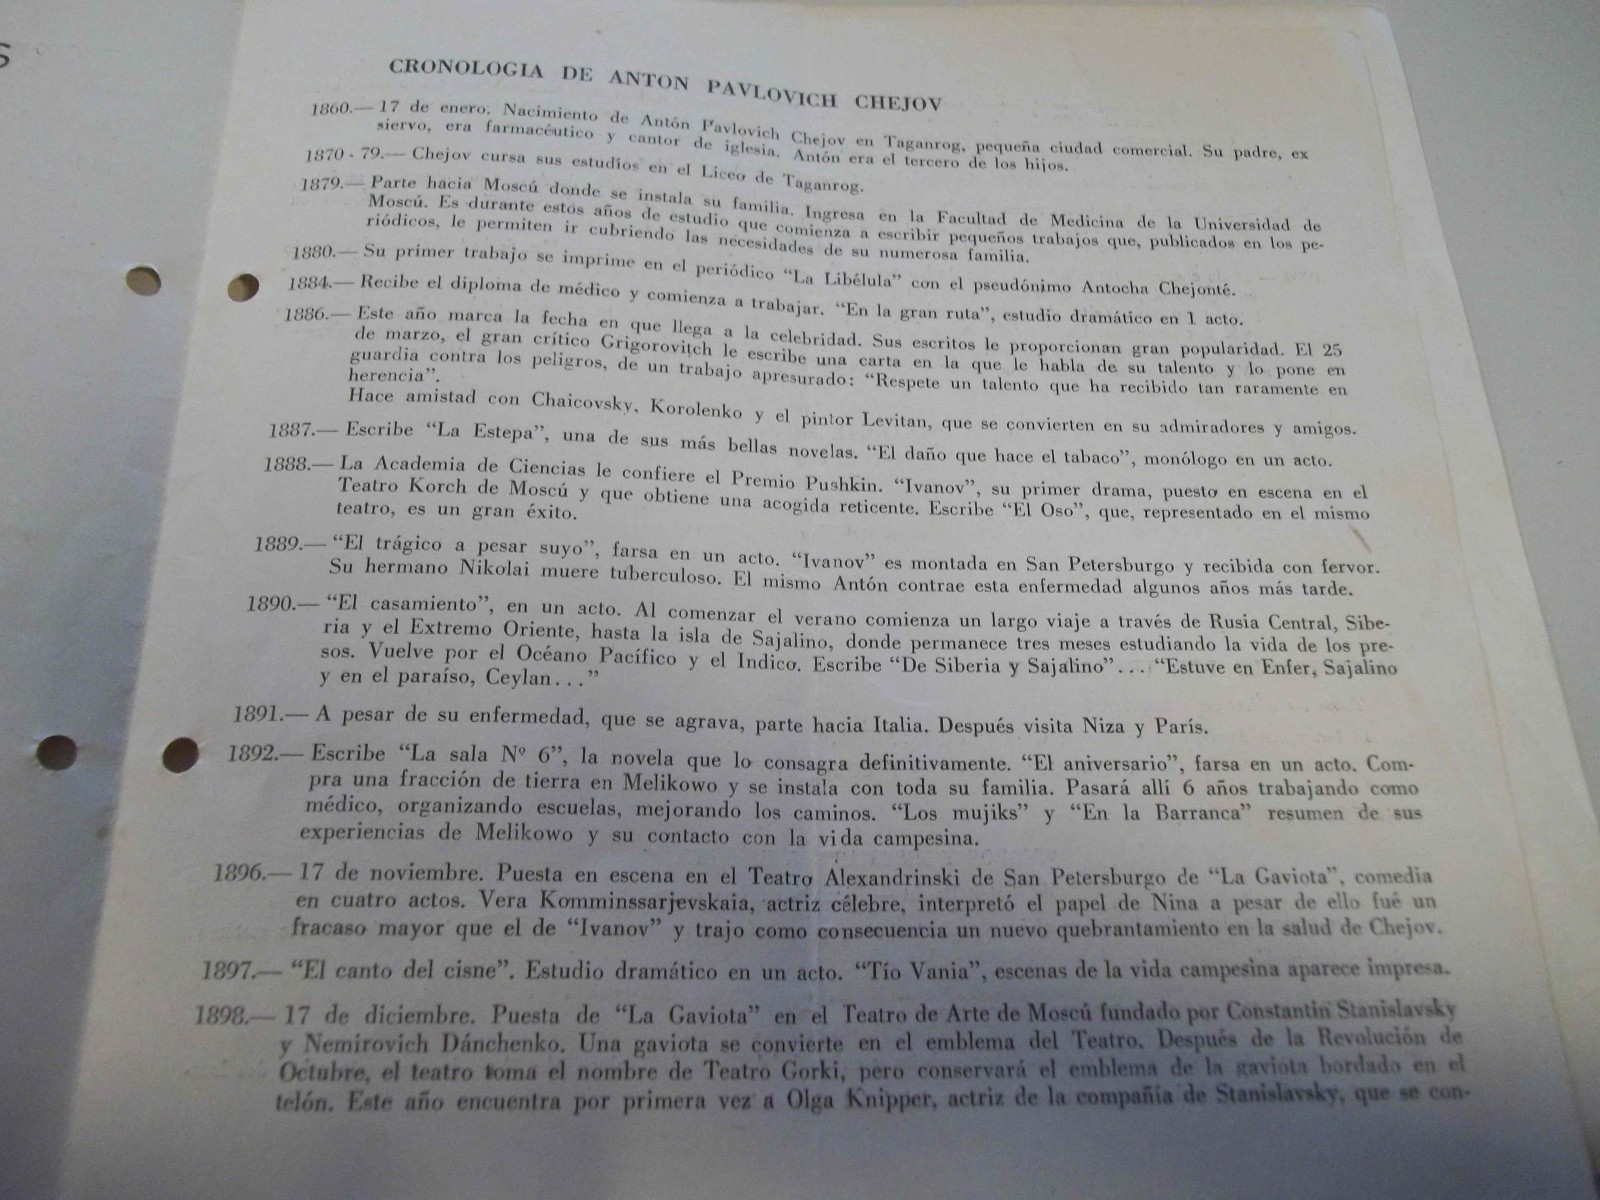 S
CRONOLOGIA DE ANTON PAVLOVICH CHEJOV
1860.— 17 de enero. Nacimiento de Antón Pavlovich Chejov en Taganrog, pequeña ciudad comercial. Su padre, ex
siervo, era farmacéutico y cantor de iglesia. Antón era el tercero de los hijos.
1870 - 79.— Chejov cursa sus estudios en el Liceo de Taganrog.
1879.— Parte hacia Moscú donde se instala su familia. Ingresa en la Facultad de Medicina de la Universidad de
Moscú. Es durante estos años de estudio que comienza a escribir pequeños trabajos que, publicados en los pe-
riódicos, le permiten ir cubriendo las necesidades de su numerosa familia.
1880.— Su primer trabajo se imprime en el periódico “La Libélula” con el pseudónimo Antocha Chejonté.
1884.— Recibe el diploma de médico y comienza a trabajar. “En la gran ruta”, estudio dramático en 1 acto.
1886.— Este año marca la fecha en que llega a la celebridad. Sus escritos le proporcionan gran popularidad. El 25
de marzo, el gran crítico Grigorovitch le escribe una carta en la que le habla de su talento y lo pone en
guardia contra los peligros, de un trabajo apresurado: “Respete un talento que ha recibido tan raramente en
herencia”.
Hace amistad con Chaicovsky, Korolenko y el pintor Levitan, que se convierten en su admiradores y amigos.
1887.— Escribe “La Estepa”, una de sus más bellas novelas. “El daño que hace el tabaco”, monólogo en un acto.
1888.— La Academia de Ciencias le confiere el Premio Pushkin. “Ivanov”, su primer drama, puesto en escena en el
Teatro Korch de Moscú y que obtiene una acogida reticente. Escribe “El Oso”, que, representado en el mismo
teatro, es un gran éxito.
1889.— “El trágico a pesar suyo”, farsa en un acto. “Ivanov” es montada en San Petersburgo y recibida con fervor.
Su hermano Nikolai muere tuberculoso. El mismo Antón contrae esta enfermedad algunos años más tarde.
1890.— “El casamiento”, en un acto. Al comenzar el verano comienza un largo viaje a través de Rusia Central, Sibe-
ria y el Extremo Oriente, hasta la isla de Sajalino, donde permanece tres meses estudiando la vida de los pre-
sos. Vuelve por el Océano Pacífico y el Indico. Escribe “De Siberia y Sajalino”... “Estuve en Enfer, Sajalino
y en el paraíso, Ceylan...”
1891.— A pesar de su enfermedad, que se agrava, parte hacia Italia. Después visita Niza y París.
1892.— Escribe “La sala Nº 6”, la novela que lo consagra definitivamente. “El aniversario”, farsa en un acto. Com-
pra una fracción de tierra en Melikowo y se instala con toda su familia. Pasará allí 6 años trabajando como
médico, organizando escuelas, mejorando los caminos. “Los mujiks” y “En la Barranca” resumen de sus
experiencias de Melikowo y su contacto con la vida campesina.
1896.— 17 de noviembre. Puesta en escena en el Teatro Alexandrinski de San Petersburgo de “La Gaviota”, comedia
en cuatro actos. Vera Komminssarjevskaia, actriz célebre, interpretó el papel de Nina a pesar de ello fué un
fracaso mayor que el de “Ivanov” y trajo como consecuencia un nuevo quebrantamiento en la salud de Chejov.
1897.— “El canto del cisne”. Estudio dramático en un acto. “Tío Vania”, escenas de la vida campesina aparece impresa.
1898.— 17 de diciembre. Puesta de “La Gaviota” en el Teatro de Arte de Moscú fundado por Constantin Stanislavsky
y Nemirovich Dánchenko. Una gaviota se convierte en el emblema del Teatro. Después de la Revolución de
Octubre, el teatro toma el nombre de Teatro Gorki, pero conservará el emblema de la gaviota bordado en el
telón. Este año encuentra por primera vez a Olga Knipper, actriz de la compañía de Stanislavsky, que se con-